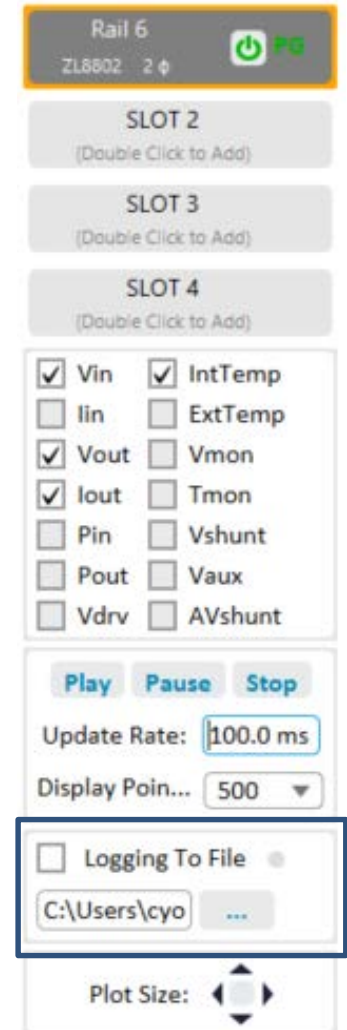 Rail 6
ZL8802 2 ϕ
PG
SLOT 2
(Double Click to Add)
SLOT 3
(Double Click to Add)
SLOT 4
(Double Click to Add)
Vin IntTemp
Iin ExtTemp
Vout Vmon
Iout Tmon
Pin Vshunt
Pout Vaux
Vdrv AVshunt
Play Pause Stop
Update Rate: 100.0 ms
Display Poin... 500
Logging To File
C:\Users\cyo ...
Plot Size: